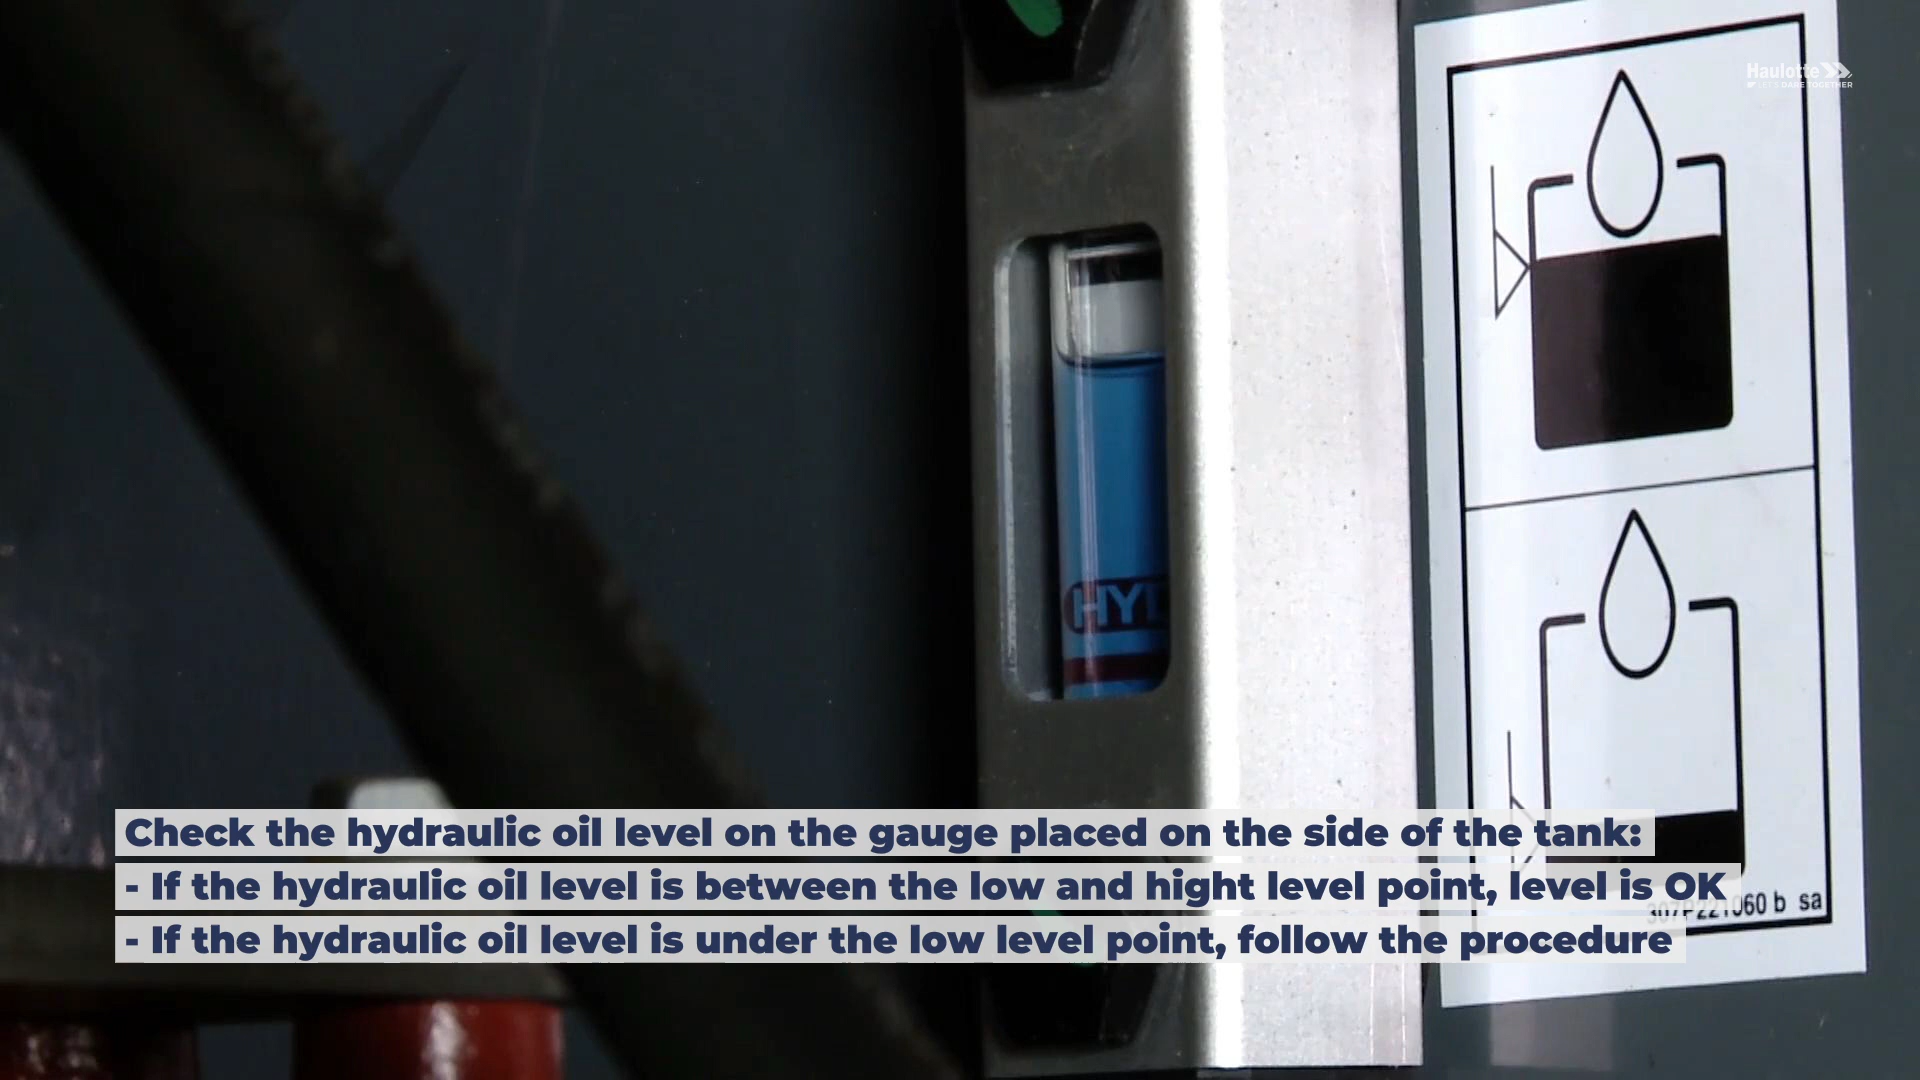 Haulotte
HYD
Check the hydraulic oil level on the gauge placed on the side of the tank:
- If the hydraulic oil level is between the low and hight level point, level is OK
307P221060 b sa
- If the hydraulic oil level is under the low level point, follow the procedure